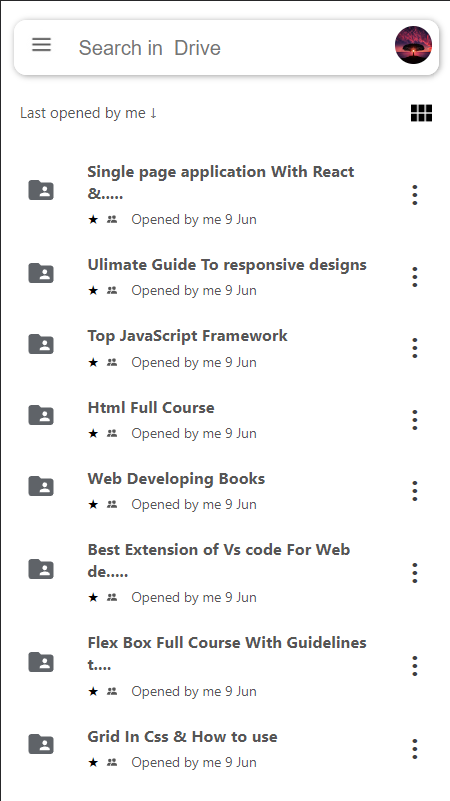 Search in  Drive
Last opened by me ↓
Single page application With React
&.....
★ Opened by me 9 Jun
Ulimate Guide To responsive designs
★ Opened by me 9 Jun
Top JavaScript Framework
★ Opened by me 9 Jun
Html Full Course
★ Opened by me 9 Jun
Web Developing Books
★ Opened by me 9 Jun
Best Extension of Vs code For Web
de.....
★ Opened by me 9 Jun
Flex Box Full Course With Guidelines
t....
★ Opened by me 9 Jun
Grid In Css & How to use
★ Opened by me 9 Jun